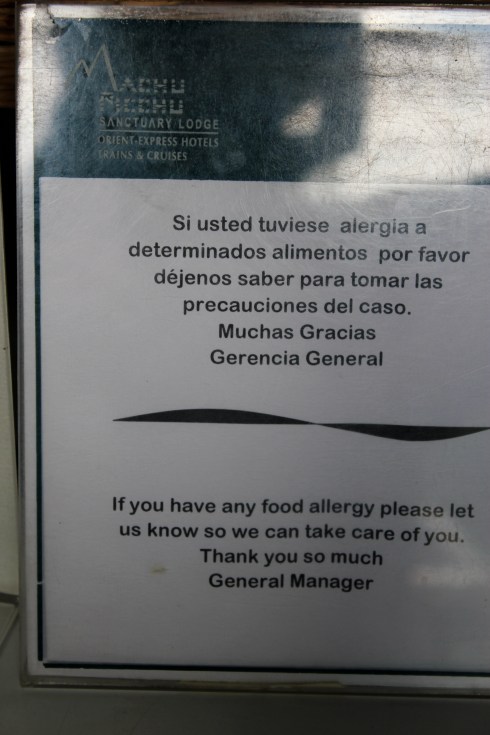 MACHU
PICCHU
SANCTUARY LODGE
ORIENT-EXPRESS HOTELS
TRAINS & CRUISES
Si usted tuviese alergia a
determinados alimentos por favor
déjenos saber para tomar las
precauciones del caso.
Muchas Gracias
Gerencia General
If you have any food allergy please let
us know so we can take care of you.
Thank you so much
General Manager